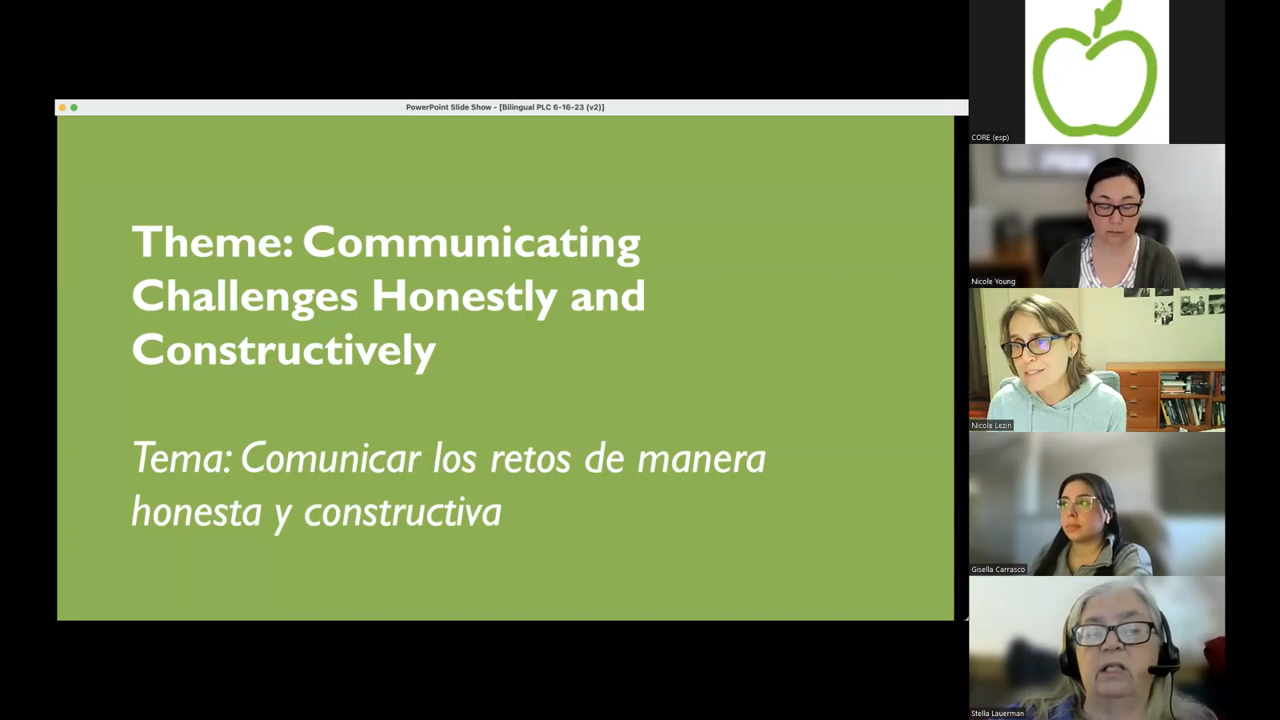 PowerPoint Slide Show - [Bilingual PLC 6-16-23 (v2)]
Theme: Communicating
Challenges Honestly and
Constructively
Tema: Comunicar los retos de manera
honesta y constructiva
CORE (esp)
Nicole Young
Nicole Lezin
Gisella Carrasco
Stella Lauerman